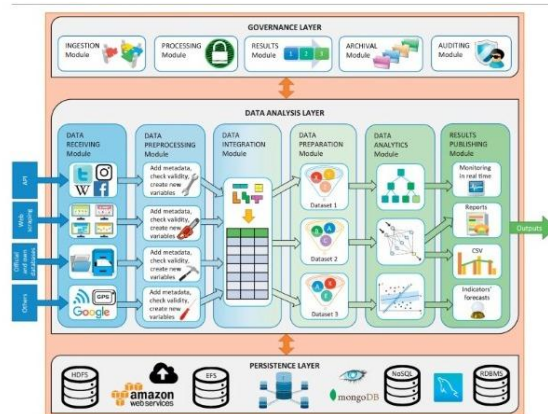 GOVERNANCE LAYER
INGESTION
Module
PROCESSING
Module
RESULTS
Module
1 2 3
ARCHIVAL
Module
AUDITING
Module
DATA ANALYSIS LAYER
DATA
RECEIVING
Module
DATA
PREPROCESSING
Module
DATA
INTEGRATION
Module
DATA
PREPARATION
Module
DATA
ANALYTICS
Module
RESULTS
PUBLISHING
Module
API
Web
scraping
Official
and own
databases
Others
W
GPS
Google
Add metadata,
check validity,
create new
variables
Add metadata,
check validity,
create new
variables
Add metadata,
check validity,
create new
variables
Add metadata,
check validity,
create new
variables
Dataset 1
Dataset 2
Dataset 3
Monitoring
in real time
Reports
CSV
Indicators'
forecasts
Outputs
PERSISTENCE LAYER
HDFS
amazon
web services
EFS
mongoDB
NoSQL
RDBMS